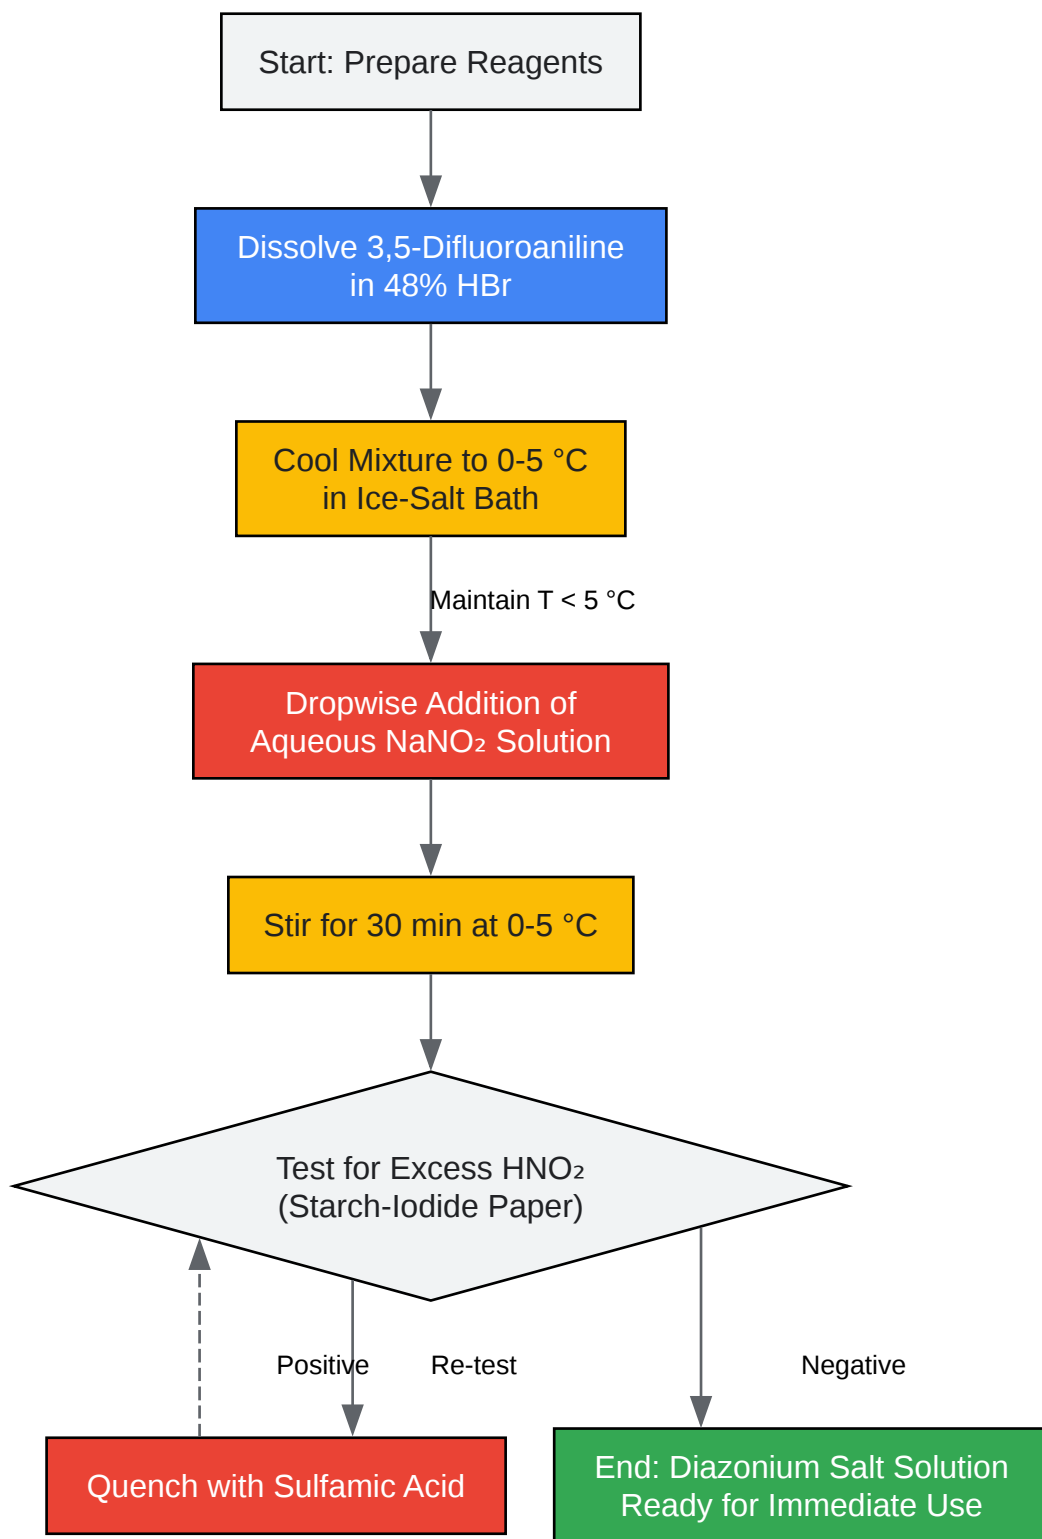 Start: Prepare Reagents
Dissolve 3,5-Difluoroaniline
in 48% HBr
Cool Mixture to 0-5 °C
in Ice-Salt Bath
Maintain T < 5 °C
Dropwise Addition of
Aqueous NaNO₂ Solution
Stir for 30 min at 0-5 °C
Test for Excess HNO₂
(Starch-Iodide Paper)
Positive
Re-test
Negative
Quench with Sulfamic Acid
End: Diazonium Salt Solution
Ready for Immediate Use